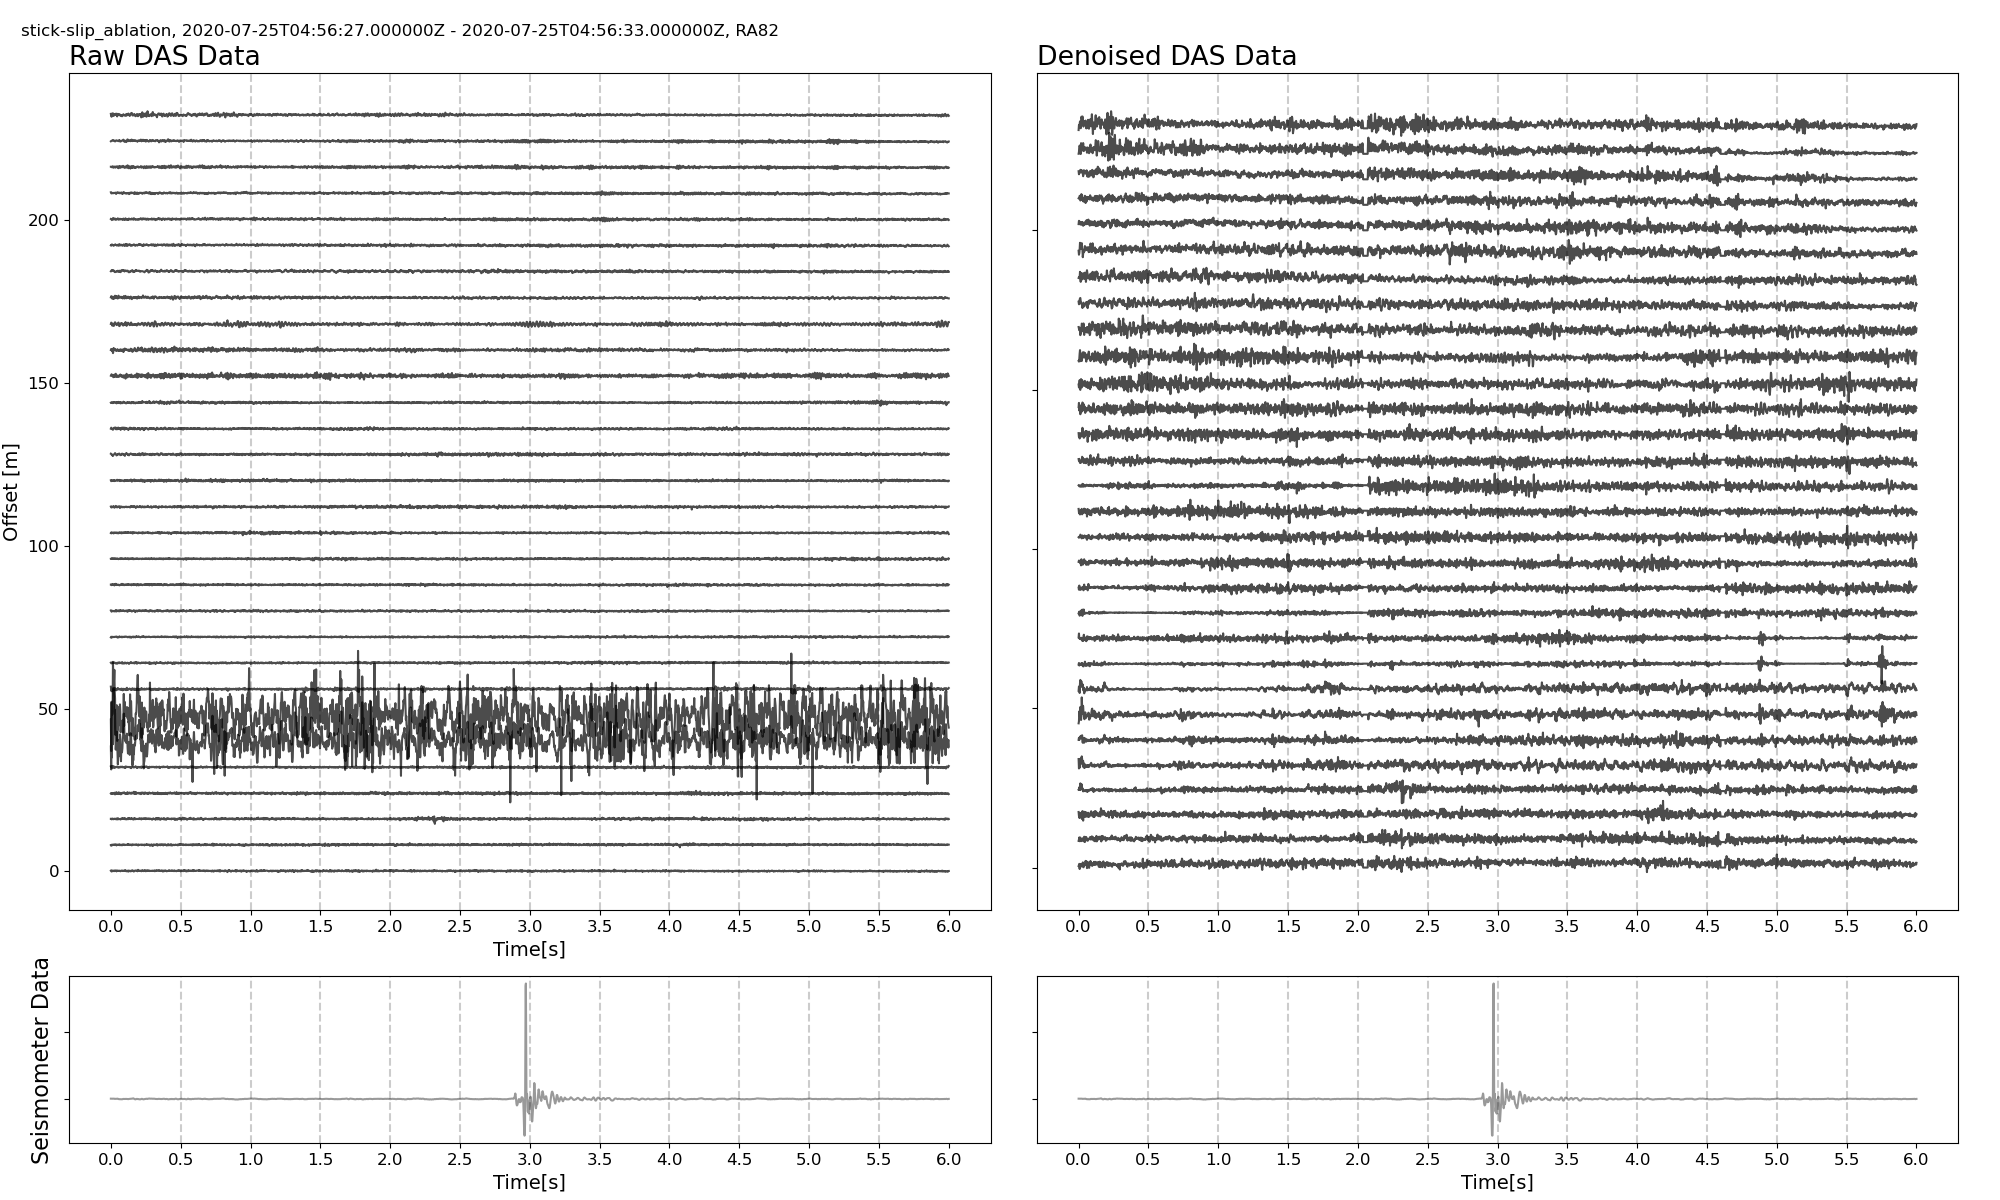 stick-slip_ablation, 2020-07-25T04:56:27.000000Z - 2020-07-25T04:56:33.000000Z, RA82
Raw DAS Data
Denoised DAS Data
Offset [m]
200
150
100
50
0
0.0 0.5 1.0 1.5 2.0 2.5 3.0 3.5 4.0 4.5 5.0 5.5 6.0
Time[s]
0.0 0.5 1.0 1.5 2.0 2.5 3.0 3.5 4.0 4.5 5.0 5.5 6.0
Seismometer Data
0.0 0.5 1.0 1.5 2.0 2.5 3.0 3.5 4.0 4.5 5.0 5.5 6.0
Time[s]
0.0 0.5 1.0 1.5 2.0 2.5 3.0 3.5 4.0 4.5 5.0 5.5 6.0
Time[s]